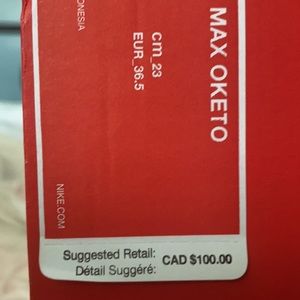 ONESIA
MAX OKETO
cm_23
EUR_36.5
NIKE.COM
Suggested Retail: CAD $100.00
Détail Suggéré: